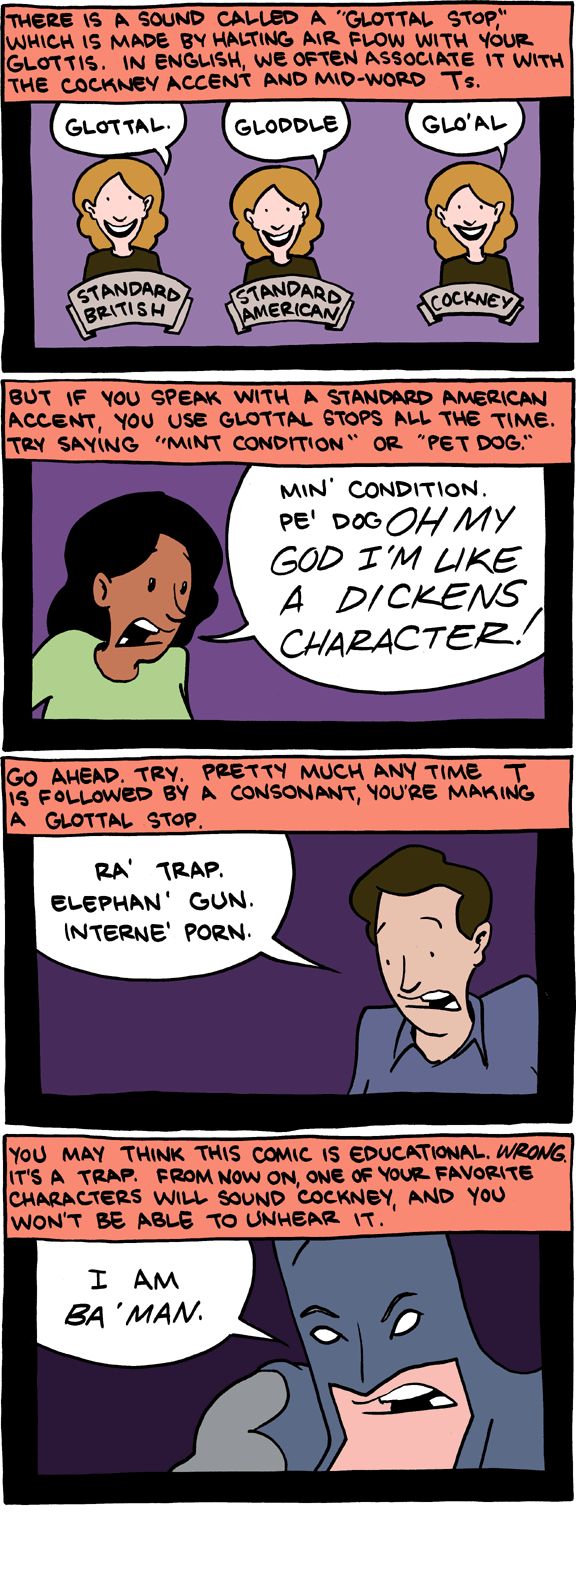 THERE IS A SOUND CALLED A "GLOTTAL STOP,"
WHICH IS MADE BY HALTING AIR FLOW WITH YOUR
GLOTTIS. IN ENGLISH, WE OFTEN ASSOCIATE IT WITH
THE COCKNEY ACCENT AND MID-WORD Ts.
GLOTTAL.
GLODDLE
GLO'AL
STANDARD
BRITISH
STANDARD
AMERICAN
COCKNEY
BUT IF YOU SPEAK WITH A STANDARD AMERICAN
ACCENT, YOU USE GLOTTAL STOPS ALL THE TIME.
TRY SAYING "MINT CONDITION" OR "PET DOG."
MIN' CONDITION.
PE' DOG OH MY
GOD I'M LIKE
A DICKENS
CHARACTER!
GO AHEAD. TRY. PRETTY MUCH ANY TIME T
IS FOLLOWED BY A CONSONANT, YOU'RE MAKING
A GLOTTAL STOP.
RA' TRAP.
ELEPHAN' GUN.
INTERNE' PORN.
YOU MAY THINK THIS COMIC IS EDUCATIONAL. WRONG.
IT'S A TRAP. FROM NOW ON, ONE OF YOUR FAVORITE
CHARACTERS WILL SOUND COCKNEY, AND YOU
WON'T BE ABLE TO UNHEAR IT.
I AM
BA'MAN.